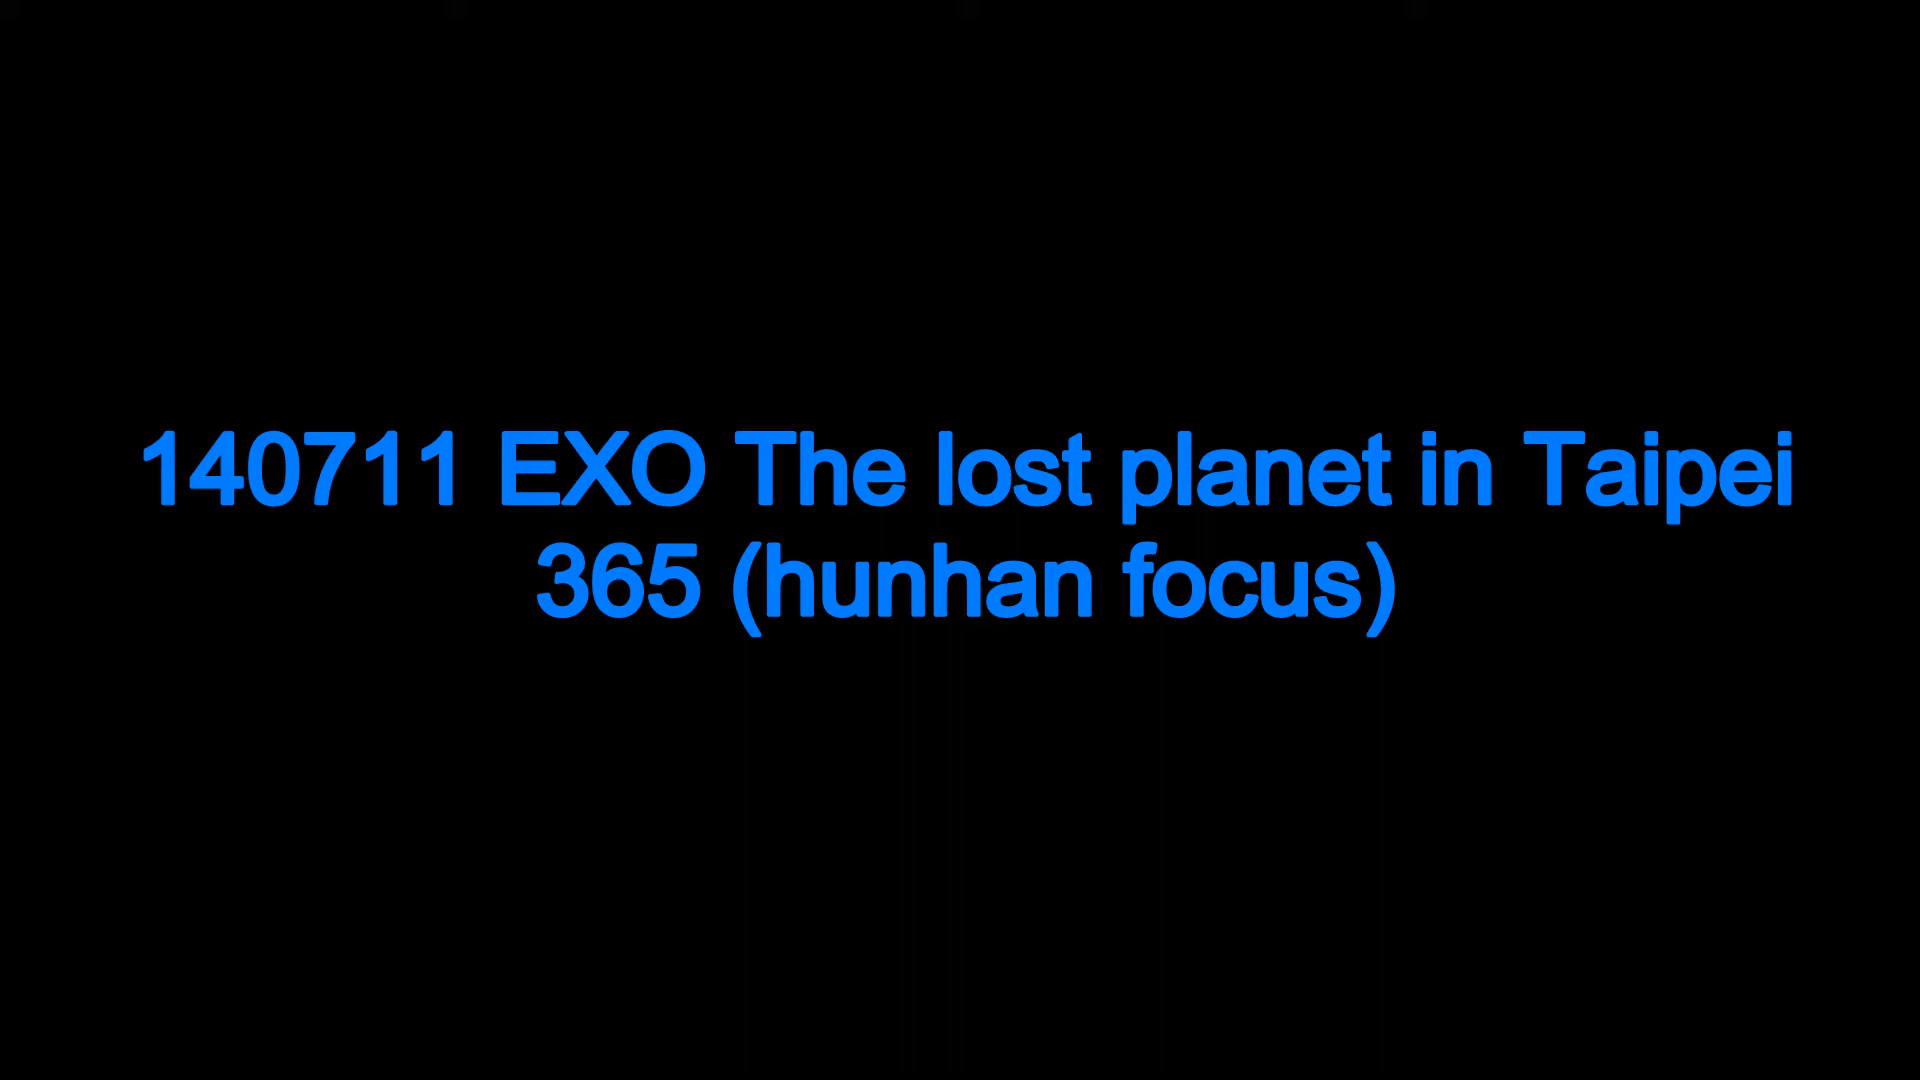 140711 EXO The lost planet in Taipei
365 (hunhan focus)